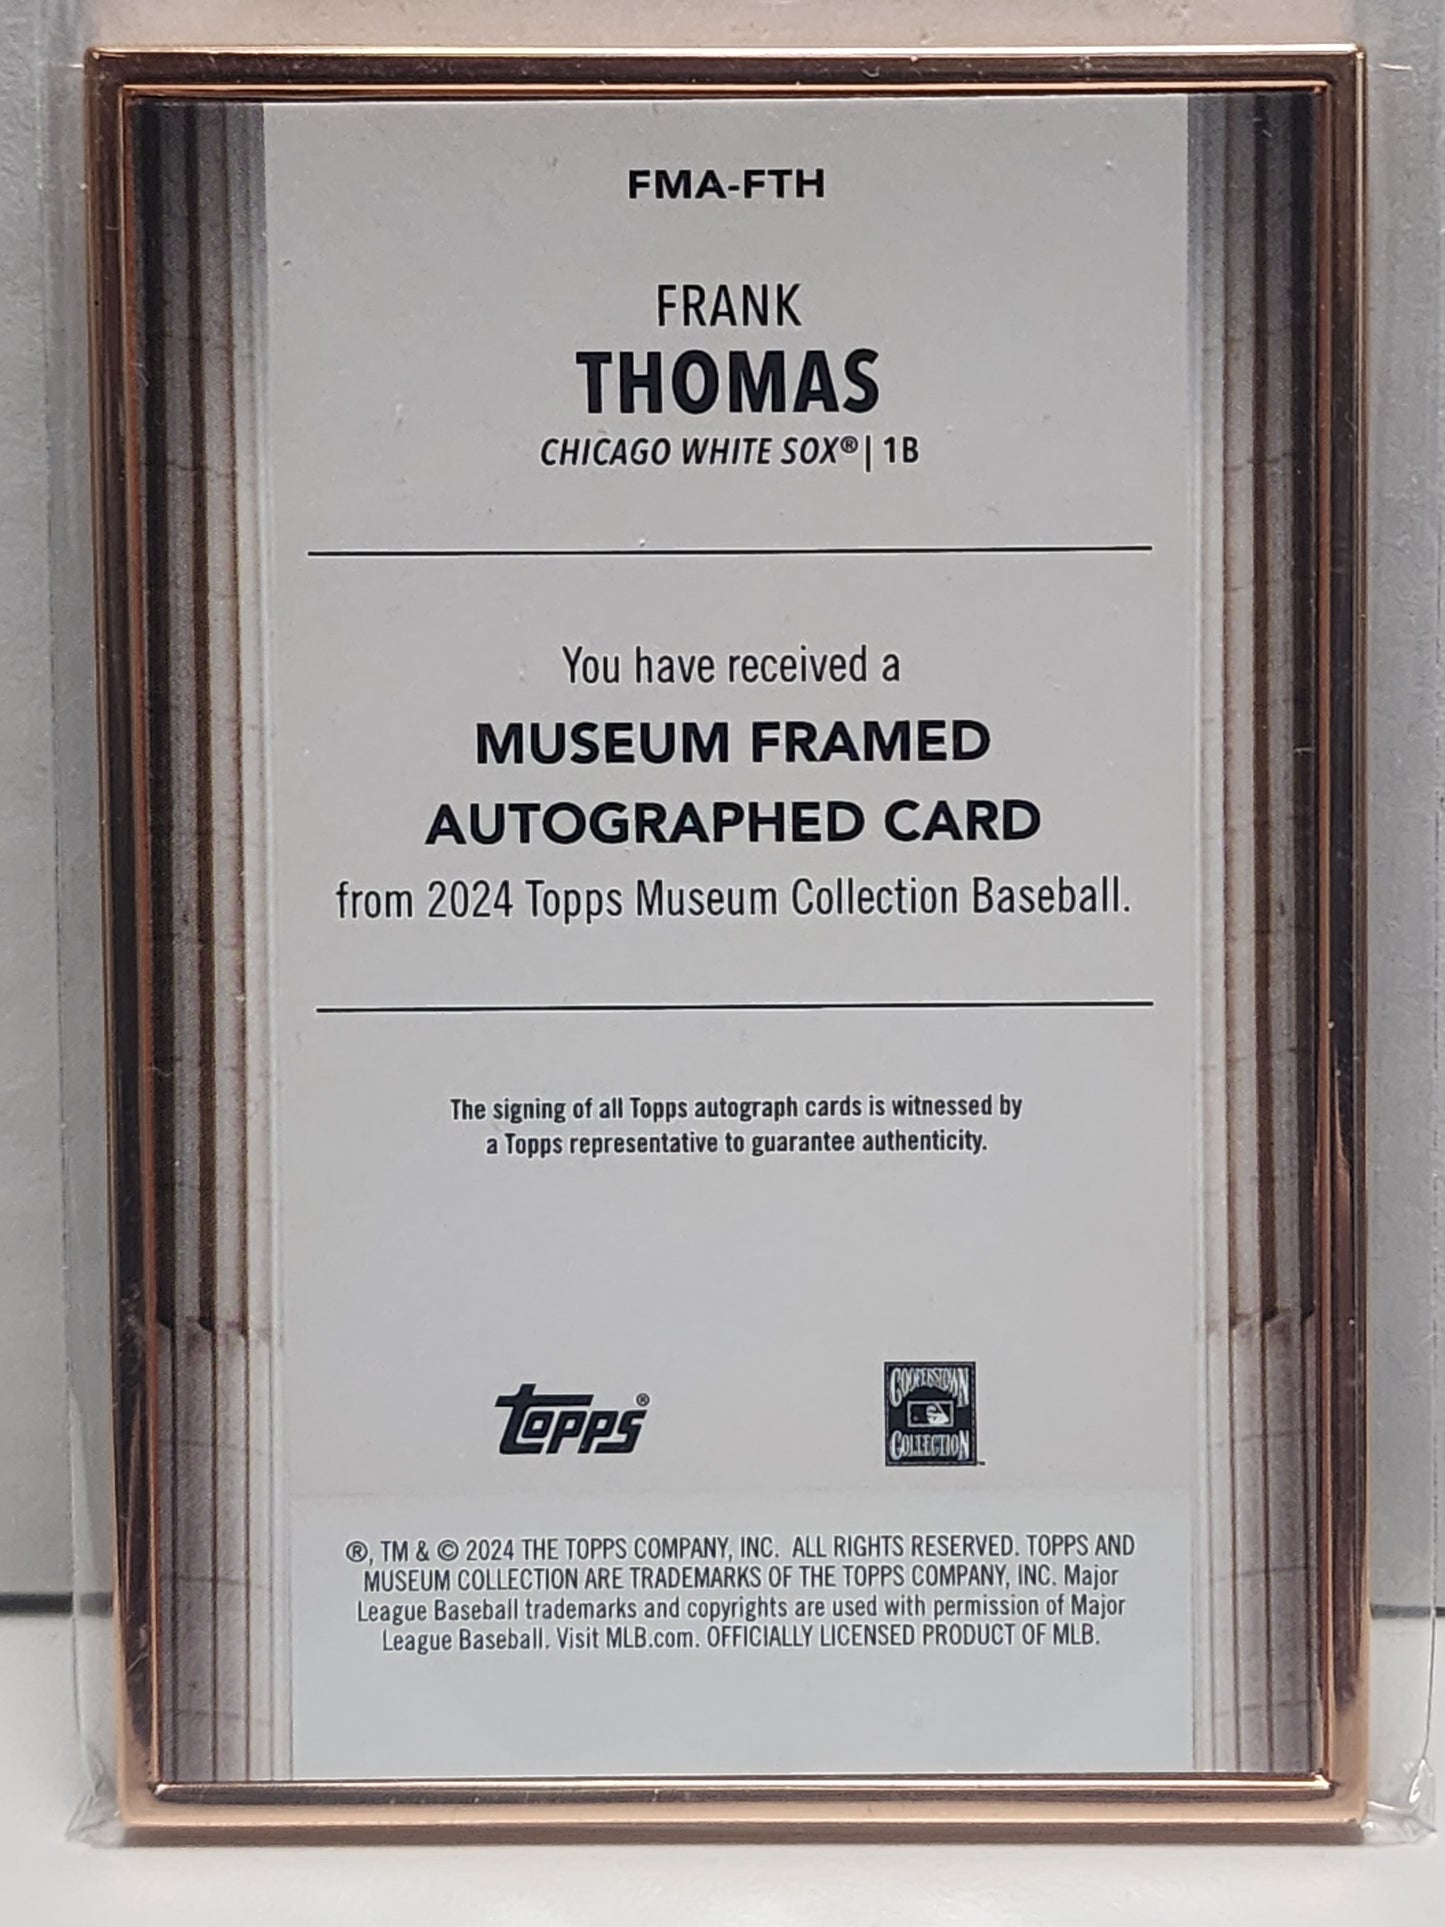 FMA-FTH
FRANK
THOMAS
CHICAGO WHITE SOX® | 1B
You have received a
MUSEUM FRAMED
AUTOGRAPHED CARD
from 2024 Topps Museum Collection Baseball.
The signing of all Topps autograph cards is witnessed by
a Topps representative to guarantee authenticity.
topps®
COOPERSTOWN
COLLECTION™
®, TM & © 2024 THE TOPPS COMPANY, INC. ALL RIGHTS RESERVED. TOPPS AND
MUSEUM COLLECTION ARE TRADEMARKS OF THE TOPPS COMPANY, INC. Major
League Baseball trademarks and copyrights are used with permission of Major
League Baseball. Visit MLB.com. OFFICIALLY LICENSED PRODUCT OF MLB.